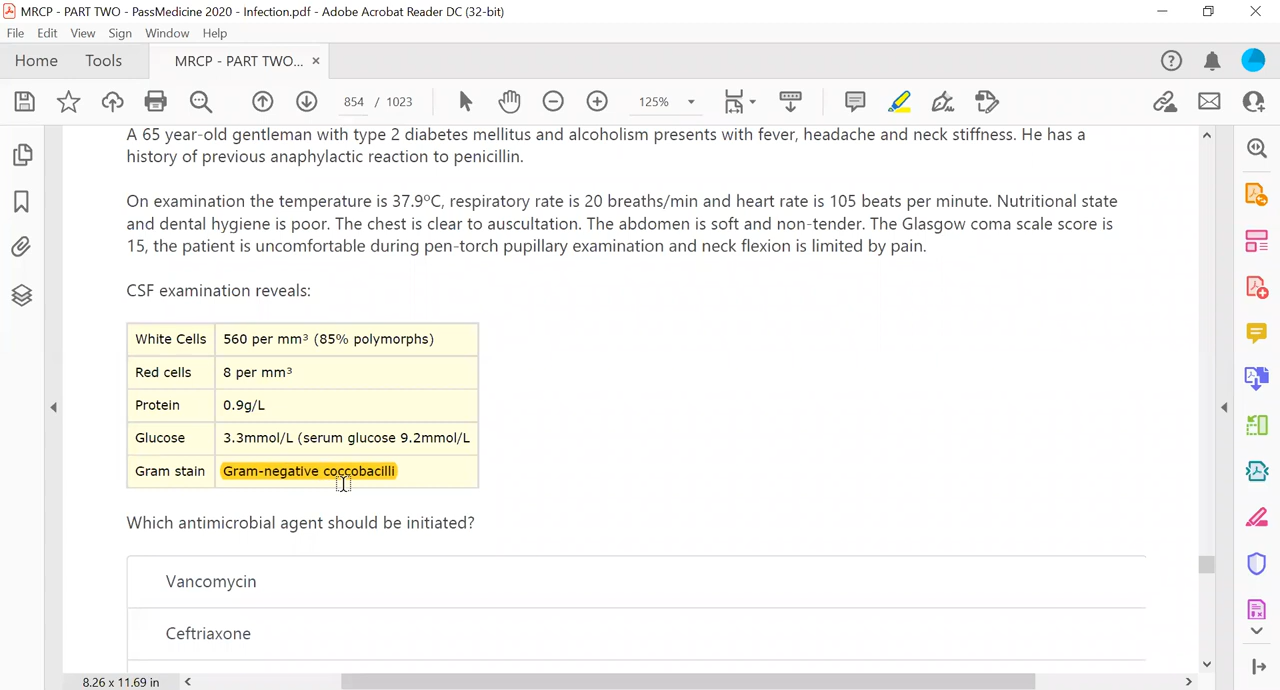 MRCP - PART TWO - PassMedicine 2020 - Infection.pdf - Adobe Acrobat Reader DC (32-bit)
File Edit View Sign Window Help
Home Tools MRCP - PART TWO... ×
854 / 1023 125%
A 65 year-old gentleman with type 2 diabetes mellitus and alcoholism presents with fever, headache and neck stiffness. He has a
history of previous anaphylactic reaction to penicillin.
On examination the temperature is 37.9ºC, respiratory rate is 20 breaths/min and heart rate is 105 beats per minute. Nutritional state
and dental hygiene is poor. The chest is clear to auscultation. The abdomen is soft and non-tender. The Glasgow coma scale score is
15, the patient is uncomfortable during pen-torch pupillary examination and neck flexion is limited by pain.
CSF examination reveals:
White Cells 560 per mm³ (85% polymorphs)
Red cells 8 per mm³
Protein 0.9g/L
Glucose 3.3mmol/L (serum glucose 9.2mmol/L
Gram stain Gram-negative coccobacilli
Which antimicrobial agent should be initiated?
Vancomycin
Ceftriaxone
8.26 x 11.69 in